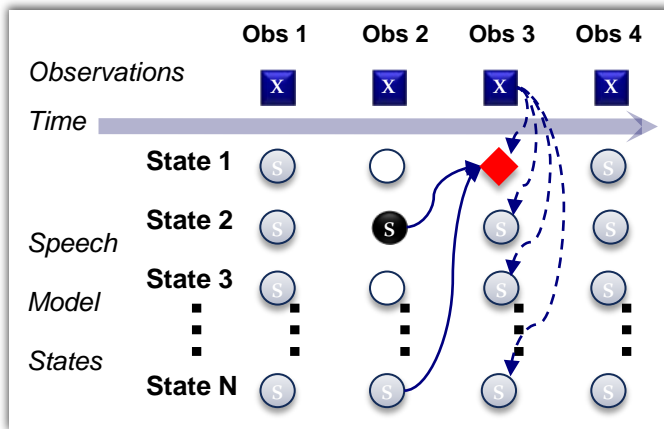 Obs 1 Obs 2 Obs 3 Obs 4
Observations x x x x
Time
State 1 s s
State 2 s s s s
Speech
State 3 s s s
Model
States
State N s s s s